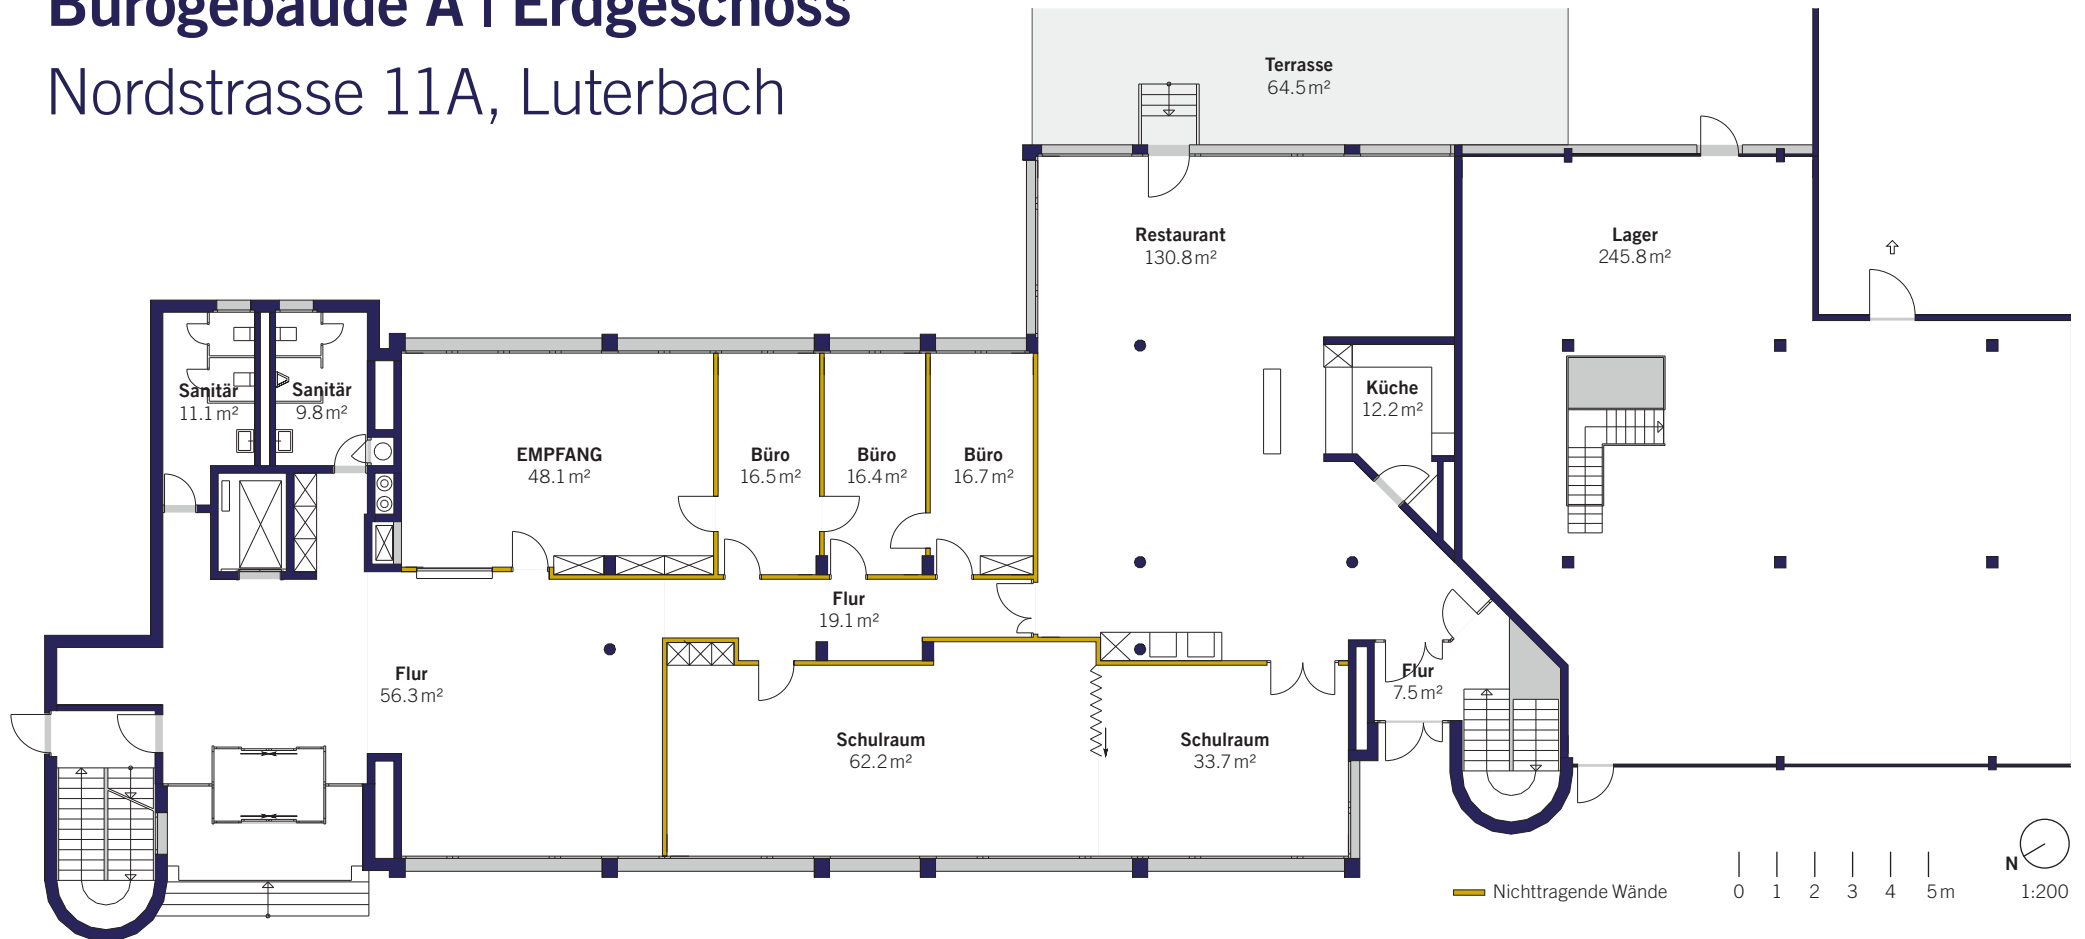 Bürogebäude A | Erdgeschoss
Nordstrasse 11A, Luterbach
Terrasse
64.5 m²
Restaurant
130.8 m²
Lager
245.8 m²
Sanitär
11.1 m²
Sanitär
9.8 m²
Küche
12.2 m²
EMPFANG
48.1 m²
Büro
16.5 m²
Büro
16.4 m²
Büro
16.7 m²
Flur
19.1 m²
Flur
56.3 m²
Flur
7.5 m²
Schulraum
62.2 m²
Schulraum
33.7 m²
Nichttragende Wände
0 1 2 3 4 5 m
N
1:200